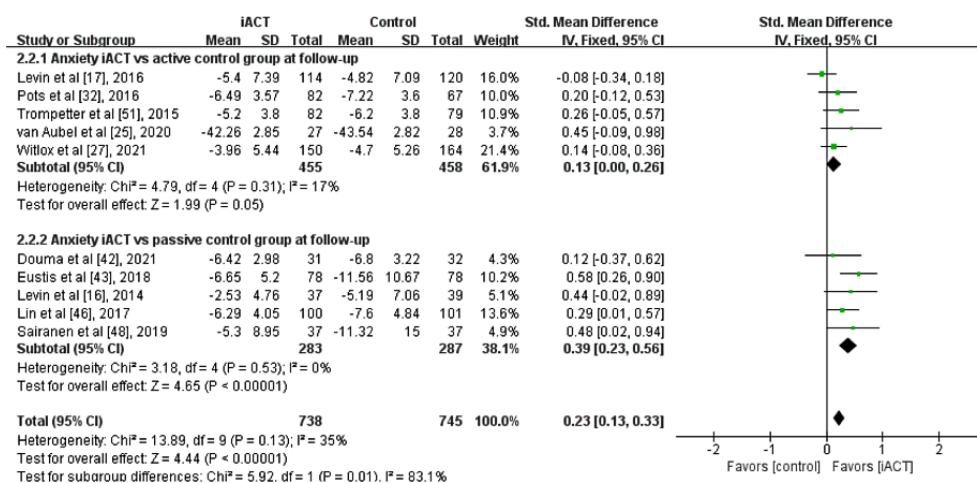 iACT Control Std. Mean Difference Std. Mean Difference
Study or Subgroup Mean SD Total Mean SD Total Weight IV, Fixed, 95% CI IV, Fixed, 95% CI
2.2.1 Anxiety iACT vs active control group at follow-up
Levin et al [17], 2016 -5.4 7.39 114 -4.82 7.09 120 16.0% -0.08 [-0.34, 0.18]
Pots et al [32], 2016 -6.49 3.57 82 -7.22 3.6 67 10.0% 0.20 [-0.12, 0.53]
Trompetter et al [51], 2015 -5.2 3.8 82 -6.2 3.8 79 10.9% 0.26 [-0.05, 0.57]
van Aubel et al [25], 2020 -42.26 2.85 27 -43.54 2.82 28 3.7% 0.45 [-0.09, 0.98]
Witlox et al [27], 2021 -3.96 5.44 150 -4.7 5.26 164 21.4% 0.14 [-0.08, 0.36]
Subtotal (95% CI) 455 458 61.9% 0.13 [0.00, 0.26]
Heterogeneity: Chi² = 4.79, df = 4 (P = 0.31); I² = 17%
Test for overall effect: Z = 1.99 (P = 0.05)
2.2.2 Anxiety iACT vs passive control group at follow-up
Douma et al [42], 2021 -6.42 2.98 31 -6.8 3.22 32 4.3% 0.12 [-0.37, 0.62]
Eustis et al [43], 2018 -6.65 5.2 78 -11.56 10.67 78 10.2% 0.58 [0.26, 0.90]
Levin et al [16], 2014 -2.53 4.76 37 -5.19 7.06 39 5.1% 0.44 [-0.02, 0.89]
Lin et al [46], 2017 -6.29 4.05 100 -7.6 4.84 101 13.6% 0.29 [0.01, 0.57]
Sairanen et al [48], 2019 -5.3 8.95 37 -11.32 15 37 4.9% 0.48 [0.02, 0.94]
Subtotal (95% CI) 283 287 38.1% 0.39 [0.23, 0.56]
Heterogeneity: Chi² = 3.18, df = 4 (P = 0.53); I² = 0%
Test for overall effect: Z = 4.65 (P < 0.00001)
Total (95% CI) 738 745 100.0% 0.23 [0.13, 0.33]
Heterogeneity: Chi² = 13.89, df = 9 (P = 0.13); I² = 35%
Test for overall effect: Z = 4.44 (P < 0.00001)
Test for subgroup differences: Chi² = 5.92, df = 1 (P = 0.01), I² = 83.1%
-2 -1 0 1 2
Favors [control] Favors [iACT]